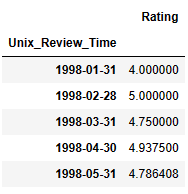 Rating
Unix_Review_Time
1998-01-31 4.000000
1998-02-28 5.000000
1998-03-31 4.750000
1998-04-30 4.937500
1998-05-31 4.786408